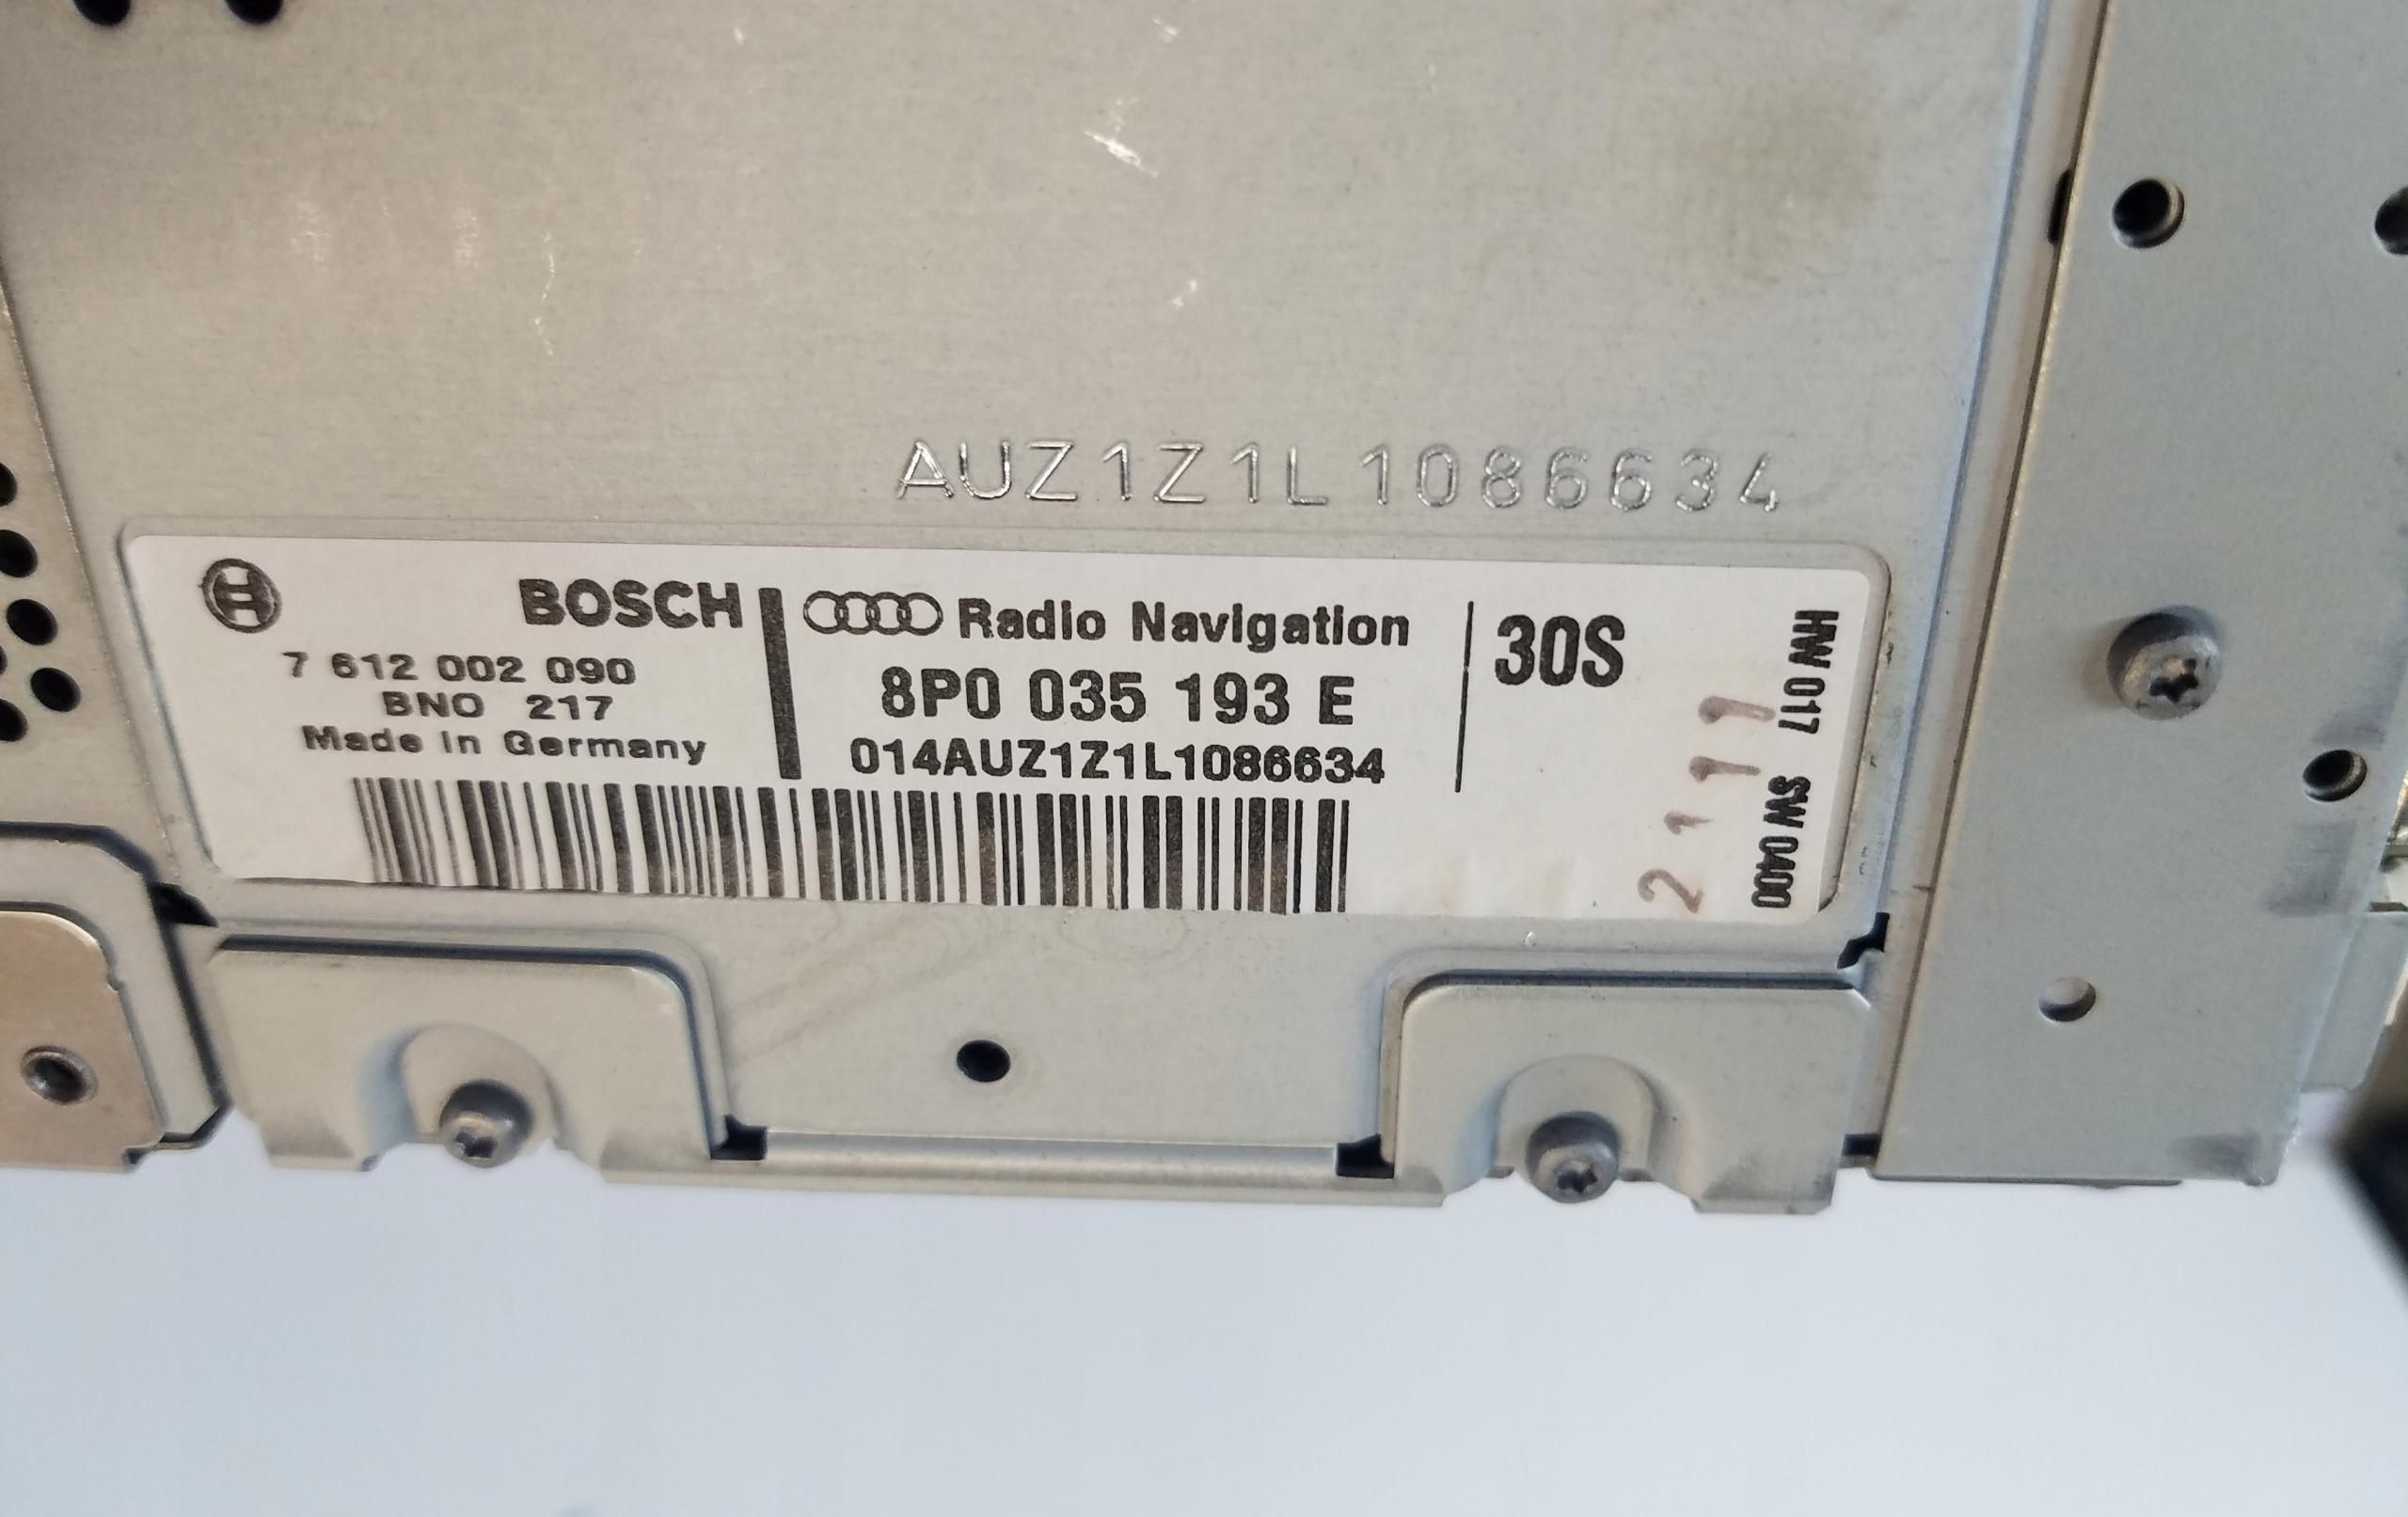 AUZ1Z1L1086634
BOSCH
7 612 002 090
BNO 217
Made in Germany
Radio Navigation
8P0 035 193 E
014AUZ1Z1L1086634
30S
HW 017 SW 0400
2111